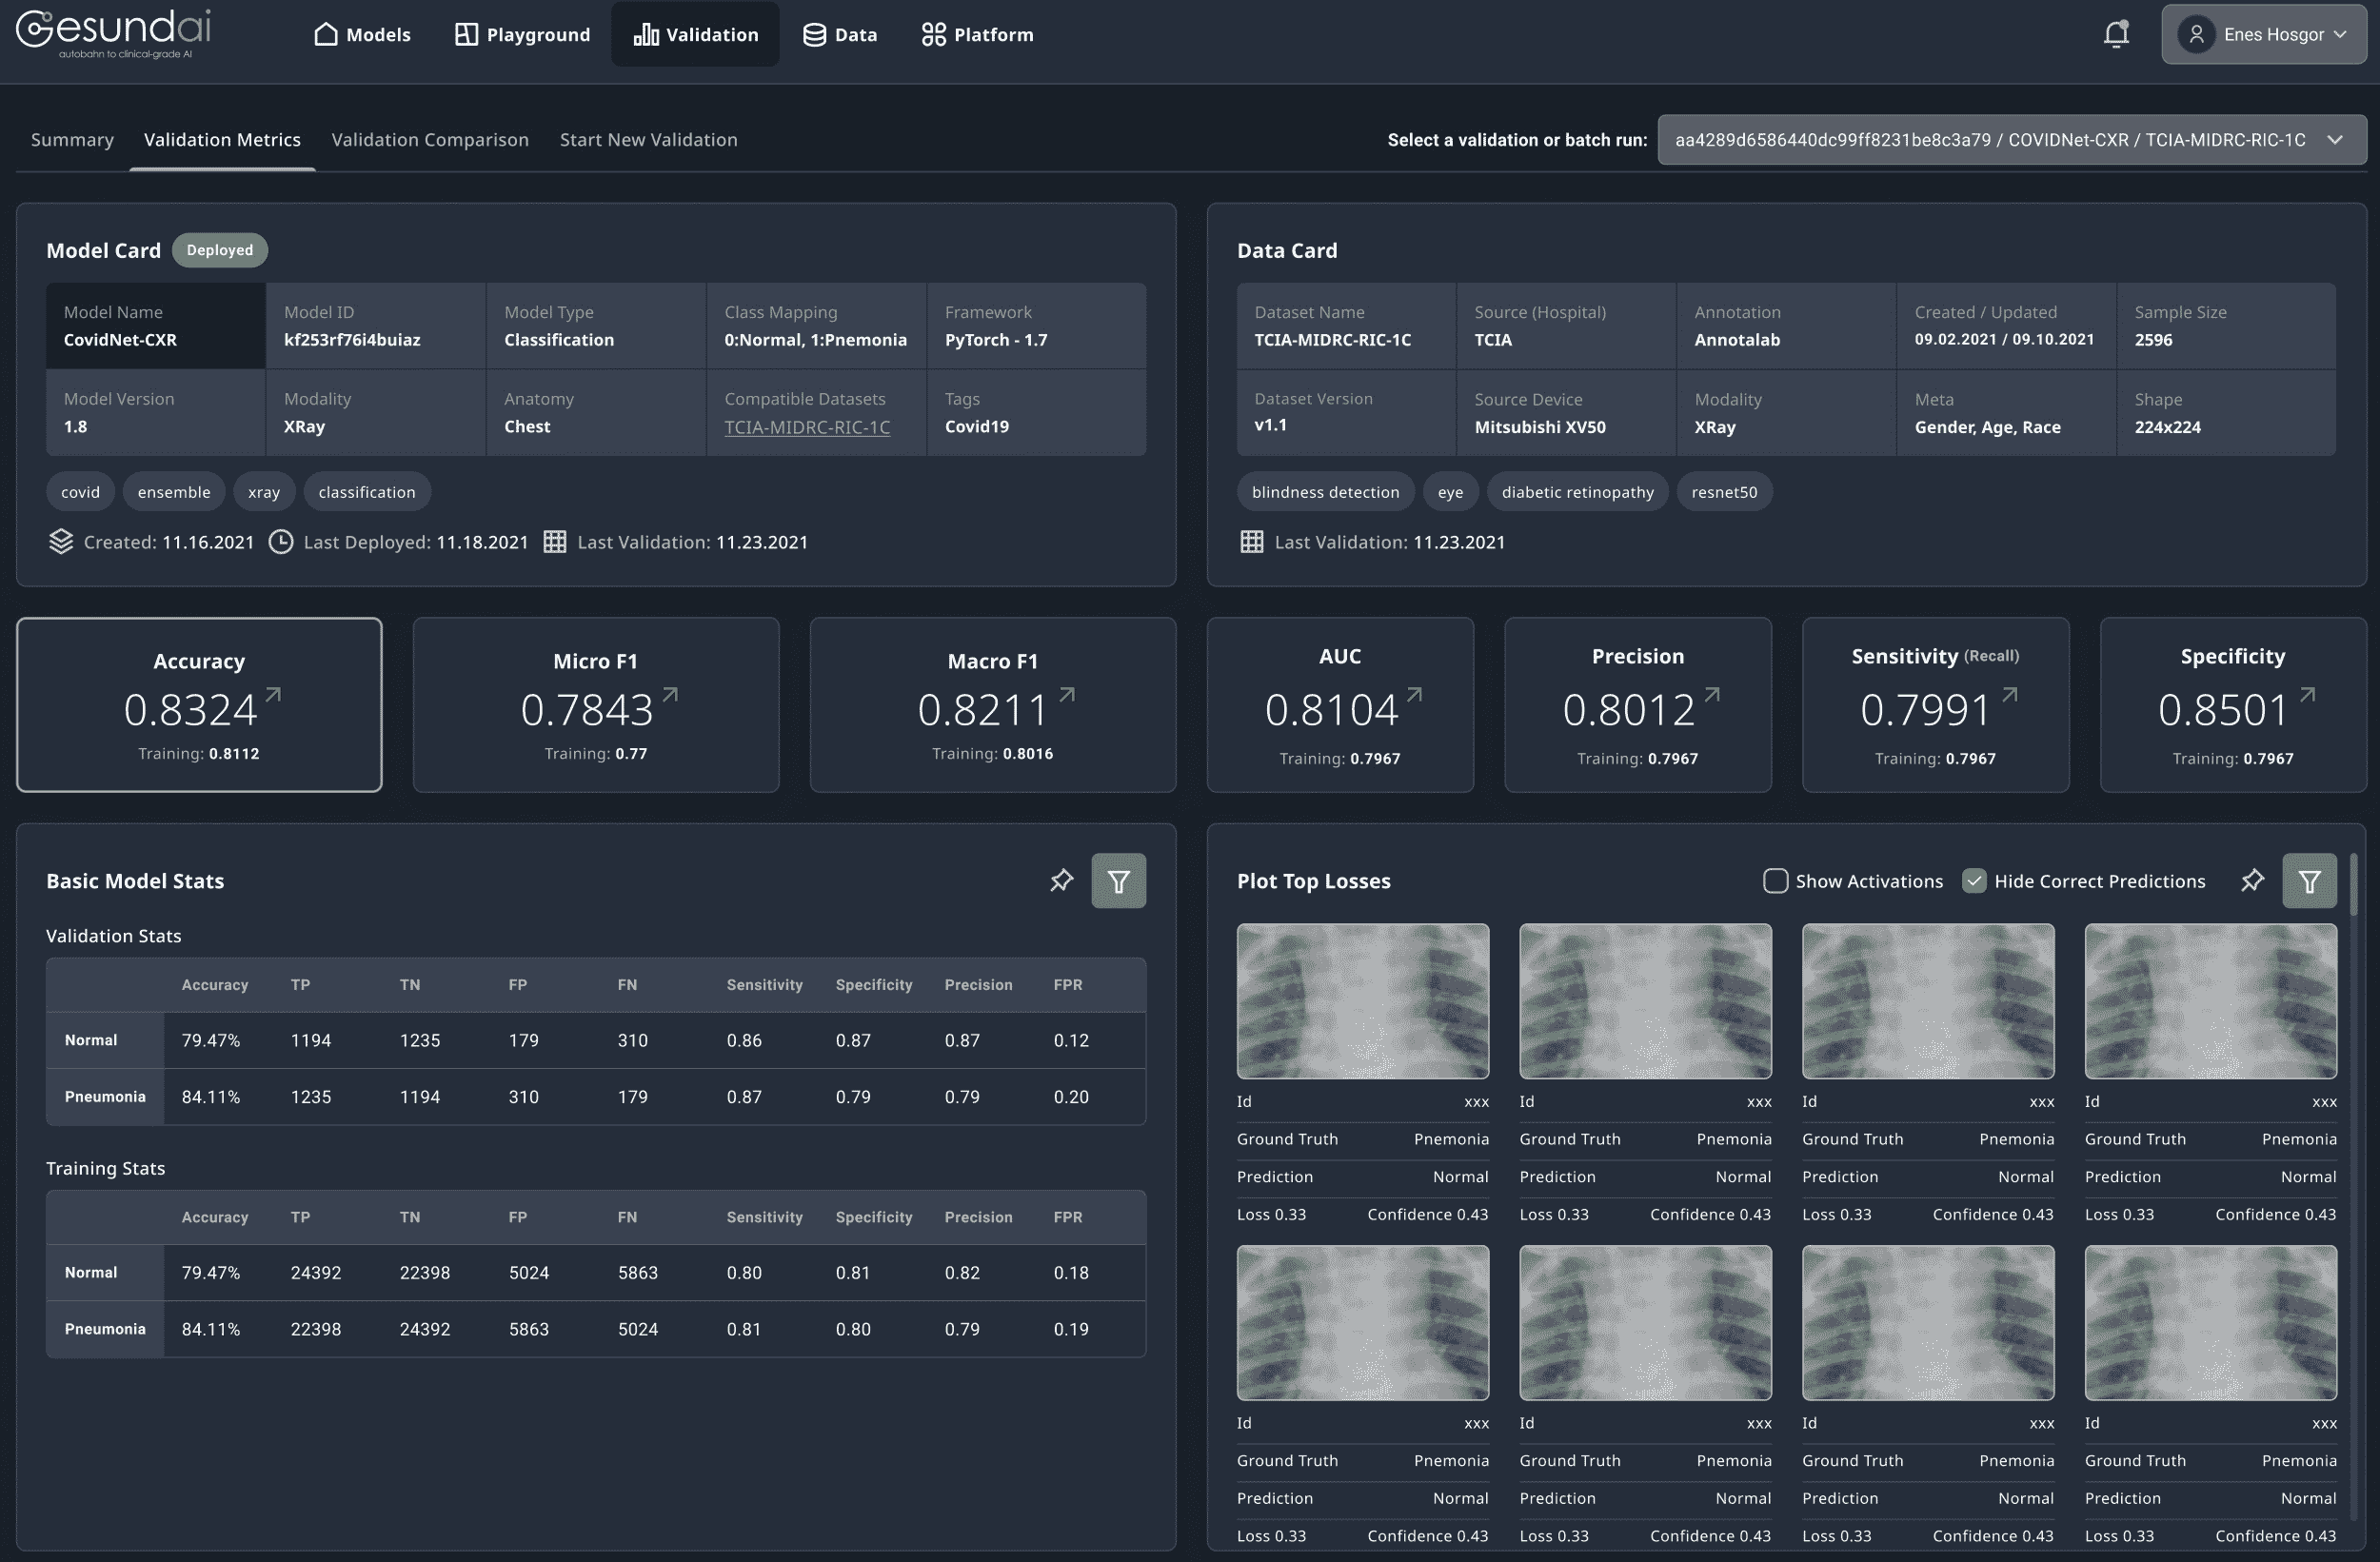 Gesundai
autobahn to clinical-grade AI
Models Playground Validation Data Platform
Enes Hosgor
Summary Validation Metrics Validation Comparison Start New Validation
Select a validation or batch run: aa4289d6586440dc99ff8231be8c3a79 / COVIDNet-CXR / TCIA-MIDRC-RIC-1C
Model Card Deployed
Model Name Model ID Model Type Class Mapping Framework
CovidNet-CXR kf253rf76i4buiaz Classification 0:Normal, 1:Pnemonia PyTorch - 1.7
Model Version Modality Anatomy Compatible Datasets Tags
1.8 XRay Chest TCIA-MIDRC-RIC-1C Covid19
covid ensemble xray classification
Created: 11.16.2021 Last Deployed: 11.18.2021 Last Validation: 11.23.2021
Data Card
Dataset Name Source (Hospital) Annotation Created / Updated Sample Size
TCIA-MIDRC-RIC-1C TCIA Annotalab 09.02.2021 / 09.10.2021 2596
Dataset Version Source Device Modality Meta Shape
v1.1 Mitsubishi XV50 XRay Gender, Age, Race 224x224
blindness detection eye diabetic retinopathy resnet50
Last Validation: 11.23.2021
Accuracy
0.8324
Training: 0.8112
Micro F1
0.7843
Training: 0.77
Macro F1
0.8211
Training: 0.8016
AUC
0.8104
Training: 0.7967
Precision
0.8012
Training: 0.7967
Sensitivity (Recall)
0.7991
Training: 0.7967
Specificity
0.8501
Training: 0.7967
Basic Model Stats
Validation Stats
Accuracy TP TN FP FN Sensitivity Specificity Precision FPR
Normal 79.47% 1194 1235 179 310 0.86 0.87 0.87 0.12
Pneumonia 84.11% 1235 1194 310 179 0.87 0.79 0.79 0.20
Training Stats
Accuracy TP TN FP FN Sensitivity Specificity Precision FPR
Normal 79.47% 24392 22398 5024 5863 0.80 0.81 0.82 0.18
Pneumonia 84.11% 22398 24392 5863 5024 0.81 0.80 0.79 0.19
Plot Top Losses Show Activations Hide Correct Predictions
Id xxx Id xxx Id xxx Id xxx
Ground Truth Pnemonia Ground Truth Pnemonia Ground Truth Pnemonia Ground Truth Pnemonia
Prediction Normal Prediction Normal Prediction Normal Prediction Normal
Loss 0.33 Confidence 0.43 Loss 0.33 Confidence 0.43 Loss 0.33 Confidence 0.43 Loss 0.33 Confidence 0.43
Id xxx Id xxx Id xxx Id xxx
Ground Truth Pnemonia Ground Truth Pnemonia Ground Truth Pnemonia Ground Truth Pnemonia
Prediction Normal Prediction Normal Prediction Normal Prediction Normal
Loss 0.33 Confidence 0.43 Loss 0.33 Confidence 0.43 Loss 0.33 Confidence 0.43 Loss 0.33 Confidence 0.43